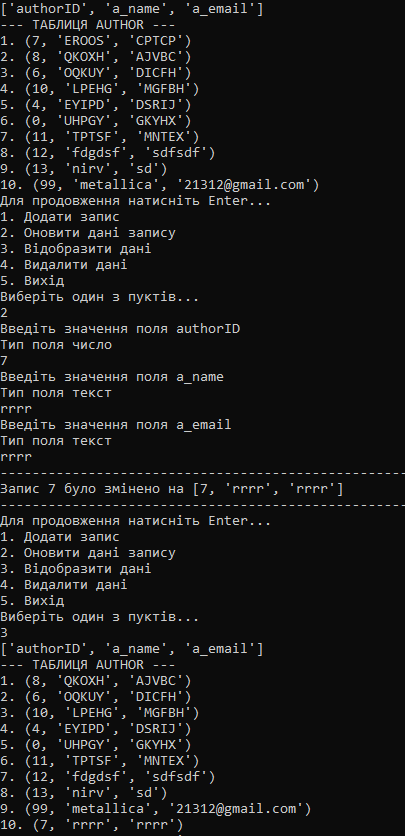 ['authorID', 'a_name', 'a_email']
--- ТАБЛИЦЯ AUTHOR ---
1. (7, 'EROOS', 'CPTCP')
2. (8, 'QKOXH', 'AJVBC')
3. (6, 'OQKUY', 'DICFH')
4. (10, 'LPEHG', 'MGFBH')
5. (4, 'EYIPD', 'DSRIJ')
6. (0, 'UHPGY', 'GKYHX')
7. (11, 'TPTSF', 'MNTEX')
8. (12, 'fdgdsf', 'sdfsdf')
9. (13, 'nirv', 'sd')
10. (99, 'metallica', '21312@gmail.com')
Для продовження натисніть Enter...
1. Додати запис
2. Оновити дані запису
3. Відобразити дані
4. Видалити дані
5. Вихід
Виберіть один з пуктів...
2
Введіть значення поля authorID
Тип поля число
7
Введіть значення поля a_name
Тип поля текст
rrrr
Введіть значення поля a_email
Тип поля текст
rrrr
--------------------------------------------------
Запис 7 було змінено на [7, 'rrrr', 'rrrr']
--------------------------------------------------
Для продовження натисніть Enter...
1. Додати запис
2. Оновити дані запису
3. Відобразити дані
4. Видалити дані
5. Вихід
Виберіть один з пуктів...
3
['authorID', 'a_name', 'a_email']
--- ТАБЛИЦЯ AUTHOR ---
1. (8, 'QKOXH', 'AJVBC')
2. (6, 'OQKUY', 'DICFH')
3. (10, 'LPEHG', 'MGFBH')
4. (4, 'EYIPD', 'DSRIJ')
5. (0, 'UHPGY', 'GKYHX')
6. (11, 'TPTSF', 'MNTEX')
7. (12, 'fdgdsf', 'sdfsdf')
8. (13, 'nirv', 'sd')
9. (99, 'metallica', '21312@gmail.com')
10. (7, 'rrrr', 'rrrr')